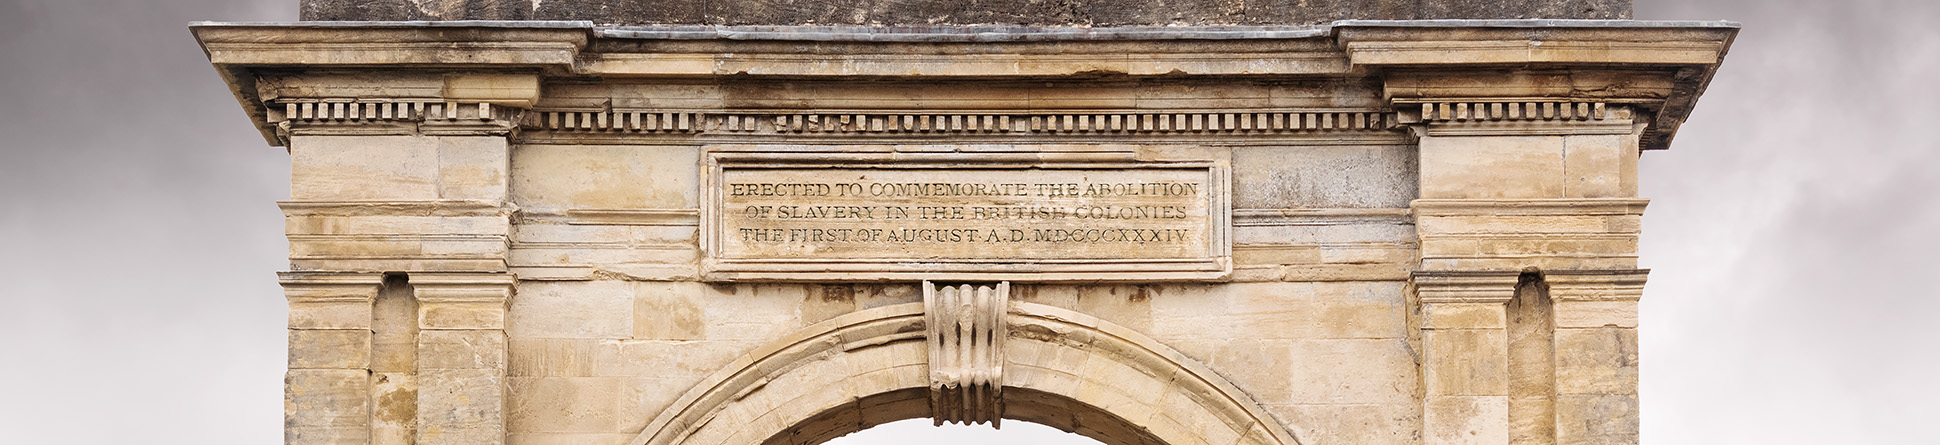 ERECTED TO COMMEMORATE THE ABOLITION
OF SLAVERY IN THE BRITISH COLONIES
THE FIRST OF AUGUST A.D. MDCCCXXXIV